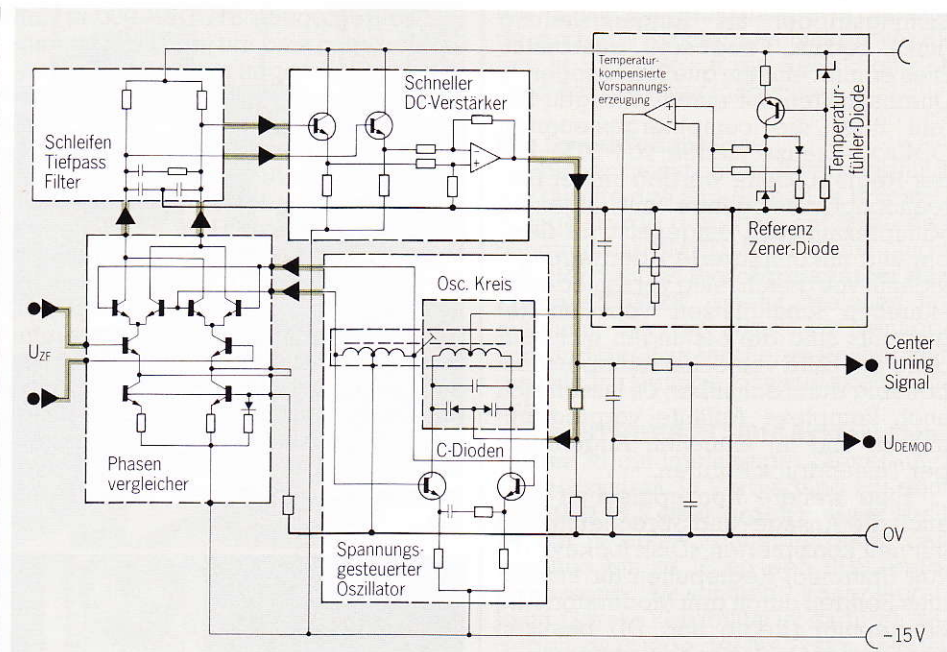 Schleifen
Tiefpass
Filter
Schneller
DC-Verstärker
Temperatur-
kompensierte
Vorspannungs-
erzeugung
Temperatur-
fühler-Diode
Referenz
Zener-Diode
Osc. Kreis
C-Dioden
UZF
Phasen
vergleicher
Spannungs-
gesteuerter
Oszillator
Center
Tuning
Signal
UDEMOD
0V
-15V